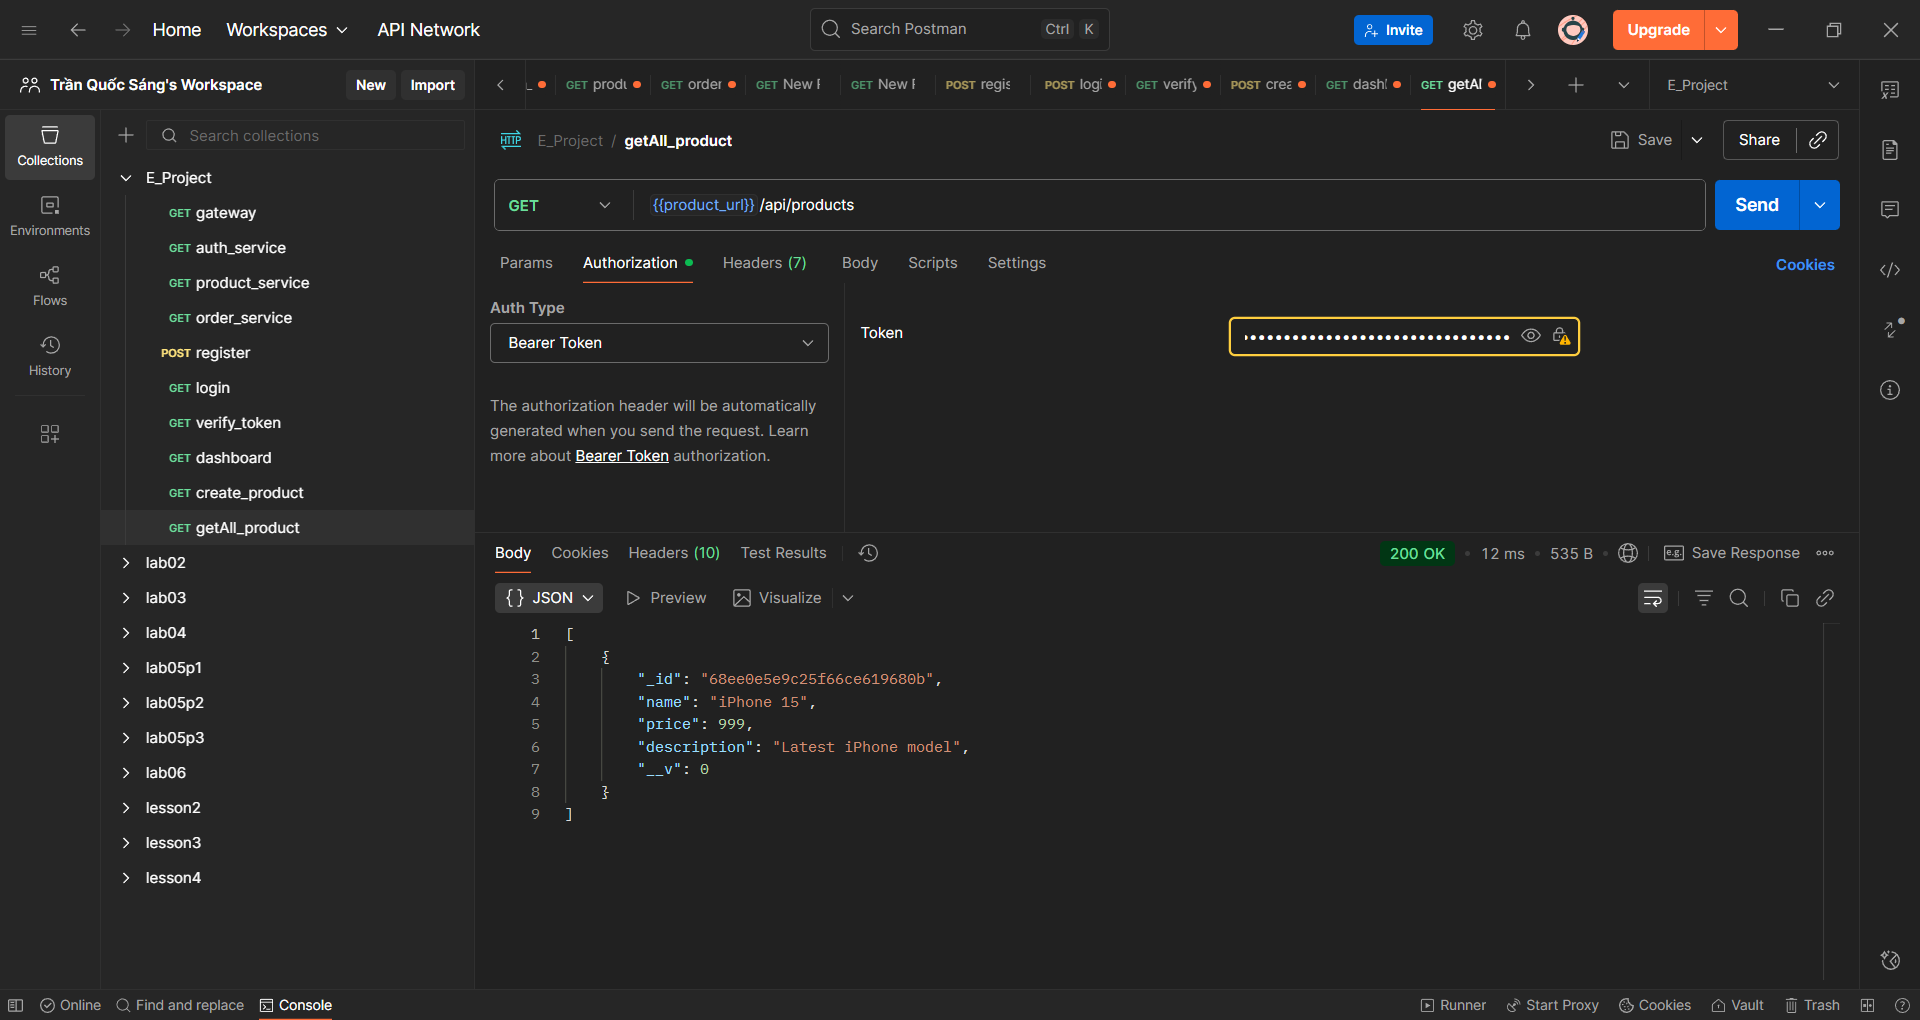 Home
Workspaces
API Network
Search Postman
Ctrl K
Invite
Upgrade
Trần Quốc Sáng's Workspace
New
Import
GET
GET
GET New
GET New
POST regis
POST
GET verify
POST crea
GET
GET
E_Project
Collections
Environments
Flows
History
Search collections
E_Project
GET gateway
GET auth_service
GET product_service
GET order_service
POST register
GET login
GET verify_token
GET dashboard
GET create_product
GET getAll_product
lab02
lab03
lab04
lab05p1
lab05p2
lab05p3
lab06
lesson2
lesson3
lesson4
HTTP E_Project / getAll_product
Save
Share
GET
{{product_url}} /api/products
Send
Params
Authorization
Headers (7)
Body
Scripts
Settings
Cookies
Auth Type
Bearer Token
The authorization header will be automatically
generated when you send the request. Learn
more about Bearer Token authorization.
Token
Body
Cookies
Headers (10)
Test Results
200 OK
12 ms
535 B
e.g. Save Response
{} JSON
Preview
Visualize
1 [
2 {
3 "_id": "68ee0e5e9c25f66ce619680b",
4 "name": "iPhone 15",
5 "price": 999,
6 "description": "Latest iPhone model",
7 "__v": 0
8 }
9 ]
Online
Find and replace
Console
Runner
Start Proxy
Cookies
Vault
Trash